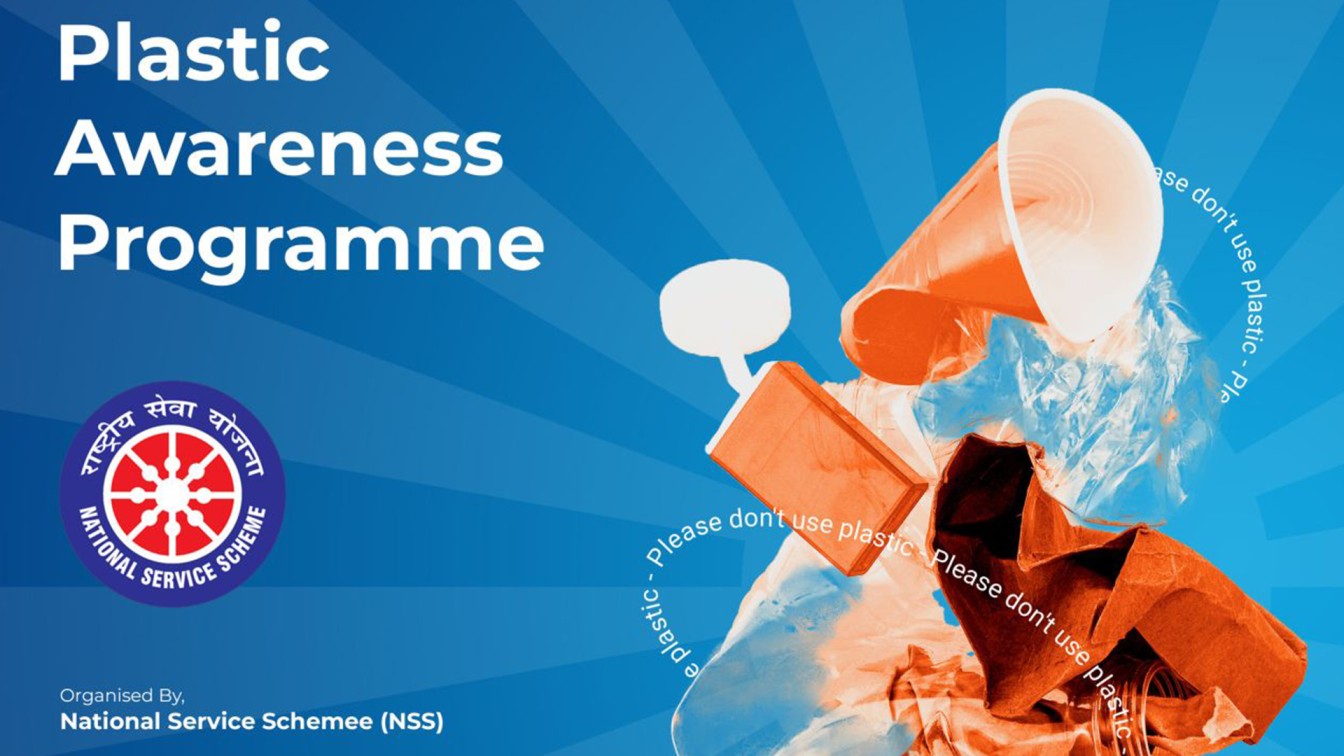 Plastic
Awareness
Programme
राष्ट्रीय सेवा योजना
NATIONAL SERVICE SCHEME
Organised By,
National Service Schemee (NSS)
ase don't use plastic - Ple
e plastic - Please don't use plastic - Please don't use plastic